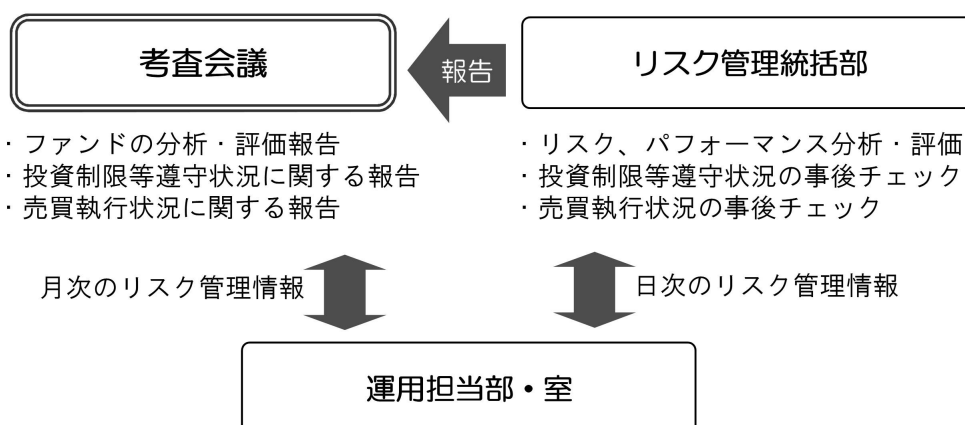 考査会議
報告
リスク管理統括部
・ファンドの分析・評価報告
・投資制限等遵守状況に関する報告
・売買執行状況に関する報告
・リスク、パフォーマンス分析・評価
・投資制限等遵守状況の事後チェック
・売買執行状況の事後チェック
月次のリスク管理情報
日次のリスク管理情報
運用担当部・室